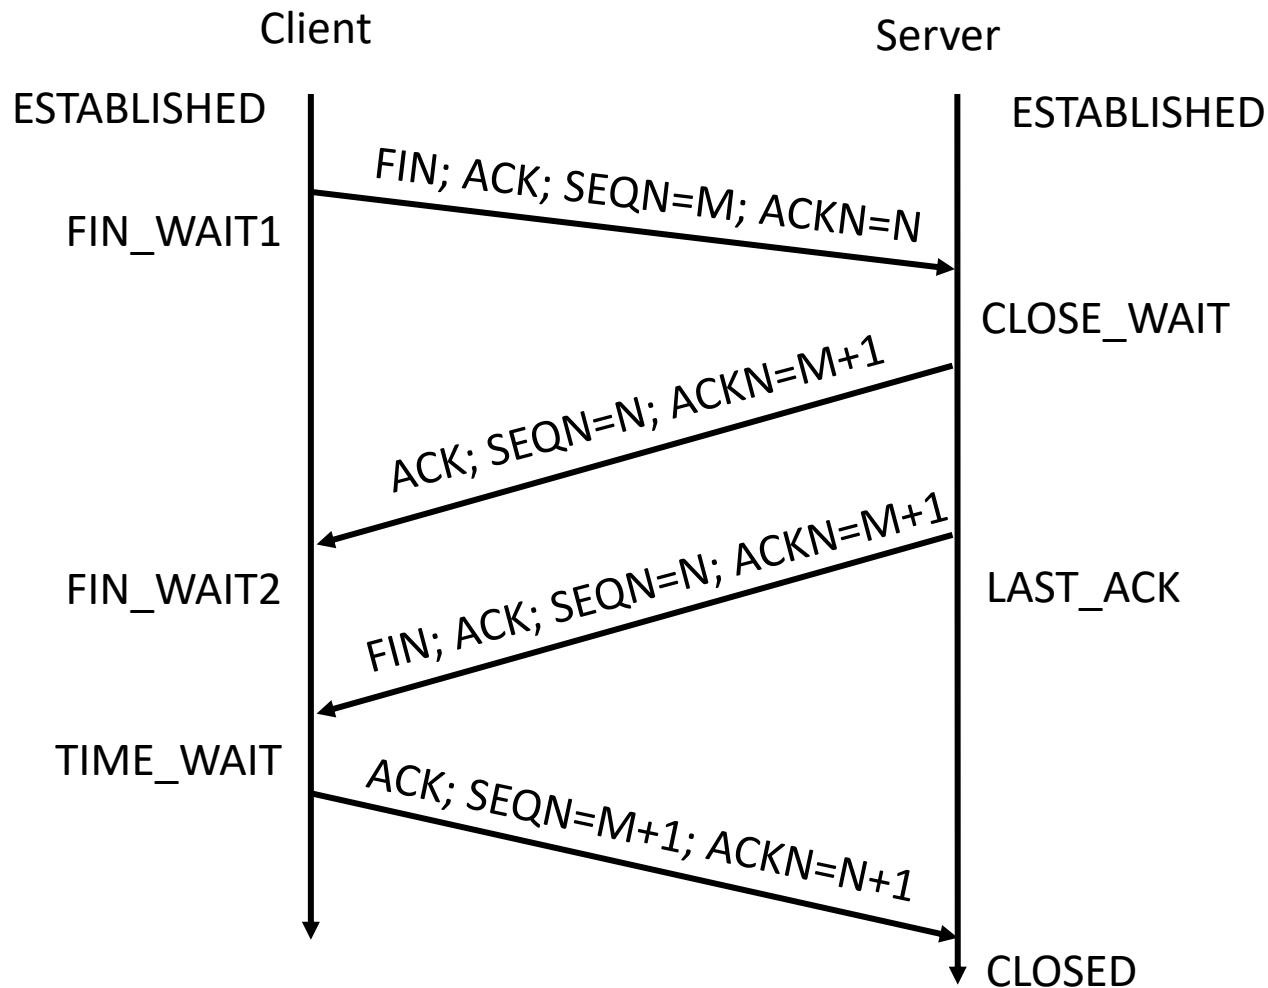 Client
Server
ESTABLISHED
ESTABLISHED
FIN; ACK; SEQN=M; ACKN=N
FIN_WAIT1
CLOSE_WAIT
ACK; SEQN=N; ACKN=M+1
FIN; ACK; SEQN=N; ACKN=M+1
FIN_WAIT2
LAST_ACK
TIME_WAIT
ACK; SEQN=M+1; ACKN=N+1
CLOSED